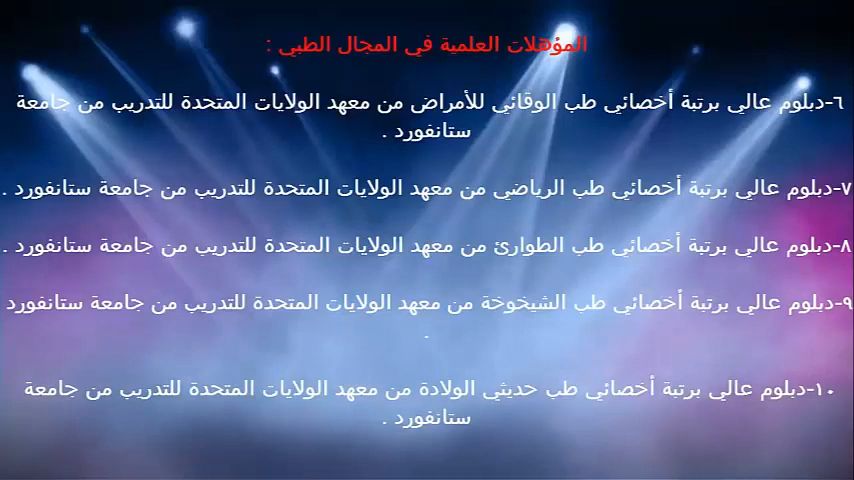 المؤهلات العلمية في المجال الطبي :
٦-دبلوم عالي برتبة أخصائي طب الوقائي للأمراض من معهد الولايات المتحدة للتدريب من جامعة
ستانفورد .
٧-دبلوم عالي برتبة أخصائي طب الرياضي من معهد الولايات المتحدة للتدريب من جامعة ستانفورد .
٨-دبلوم عالي برتبة أخصائي طب الطوارئ من معهد الولايات المتحدة للتدريب من جامعة ستانفورد .
٩-دبلوم عالي برتبة أخصائي طب الشيخوخة من معهد الولايات المتحدة للتدريب من جامعة ستانفورد
.
١٠-دبلوم عالي برتبة أخصائي طب حديثي الولادة من معهد الولايات المتحدة للتدريب من جامعة
ستانفورد .